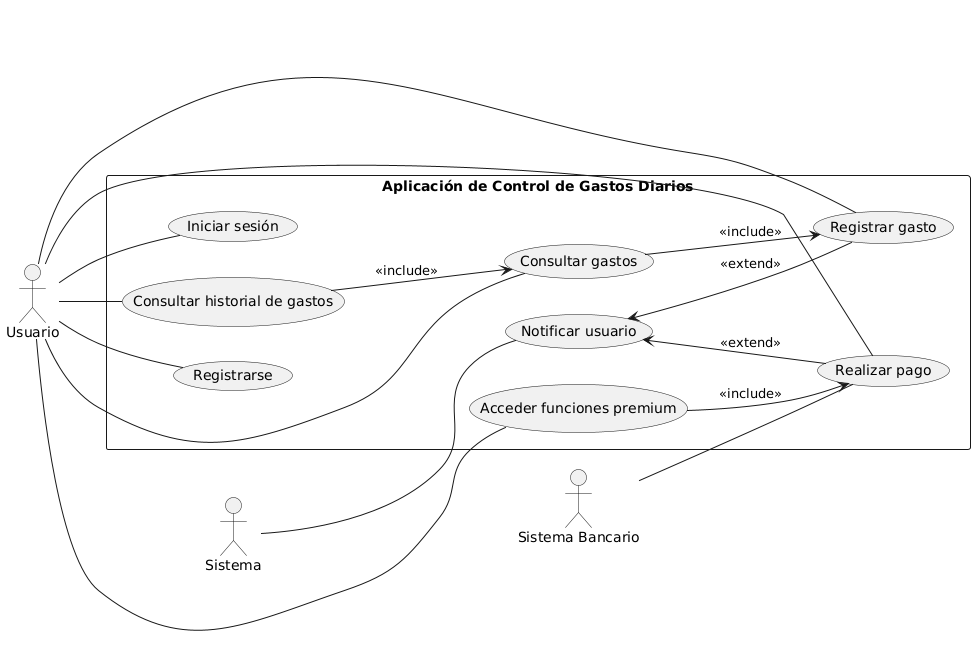 Aplicación de Control de Gastos Diarios
Iniciar sesión
Registrar gasto
«include»
Consultar gastos
«include»
«extend»
Consultar historial de gastos
Usuario
Notificar usuario
«extend»
Registrarse
Realizar pago
«include»
Acceder funciones premium
Sistema Bancario
Sistema